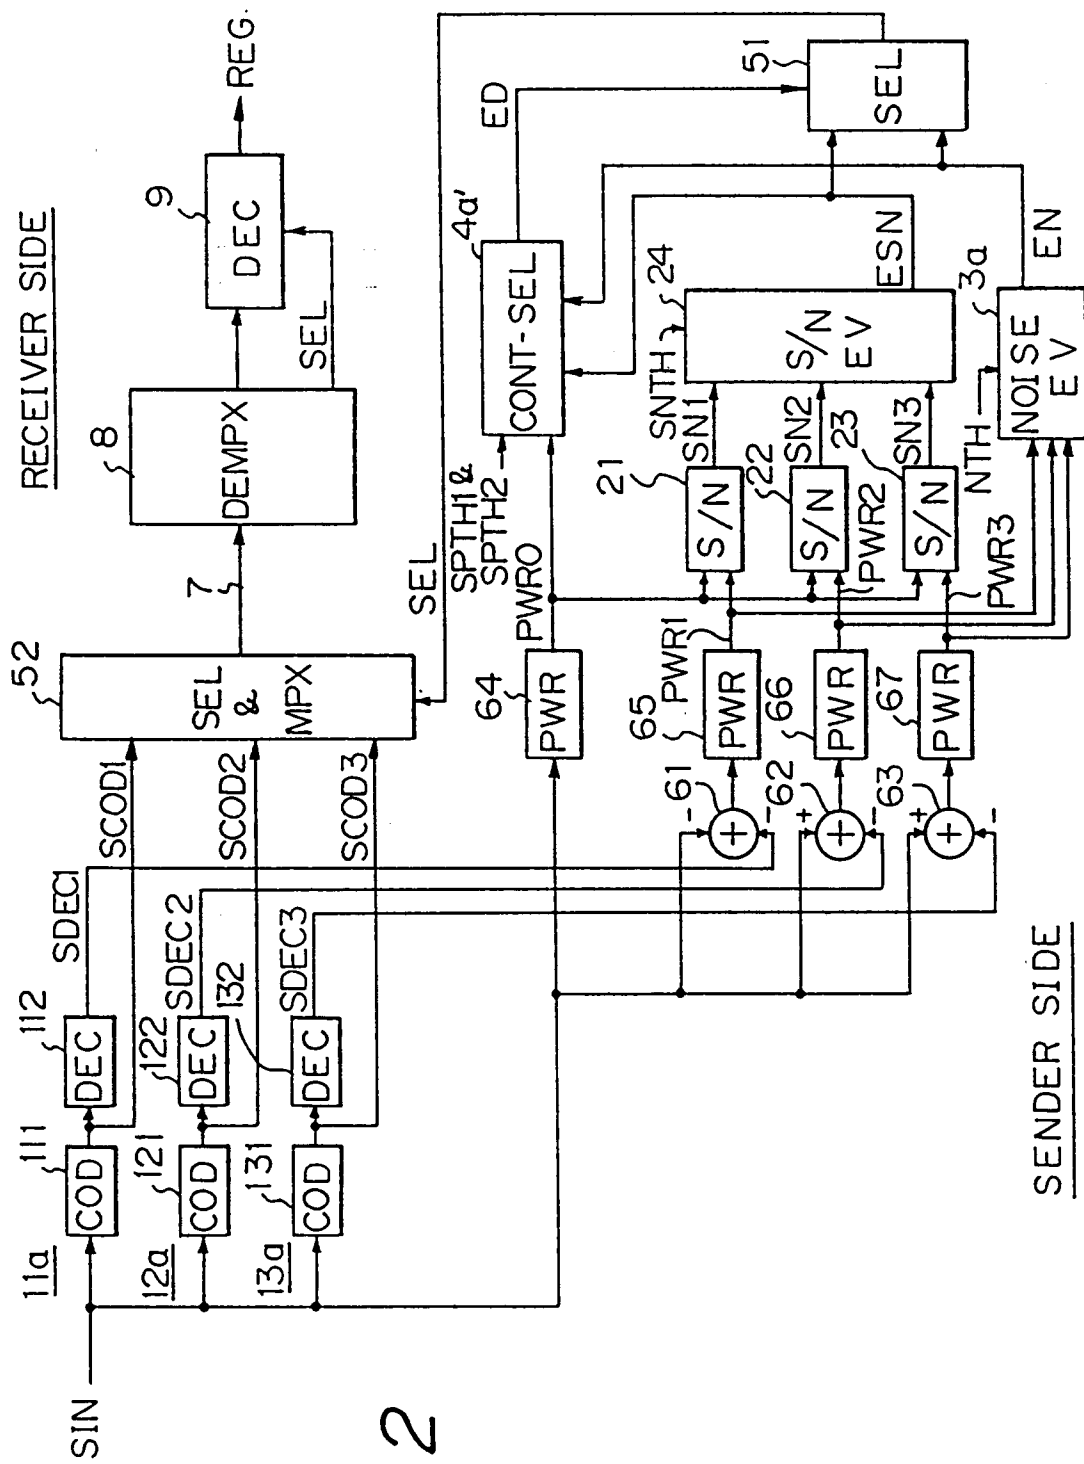 RECEIVER SIDE
SIN
11a
111
COD
112
DEC
SDEC1
SCOD1
12a
121
COD
122
DEC
SDEC2
SCOD2
13a
131
COD
132
DEC
SDEC3
SCOD3
52
SEL
&
MPX
7
8
DEMPX
SEL
9
DEC
REG.
SEL
64
PWR
PWR0
SPTH1 &
SPTH2
4a'
CONT-SEL
ED
51
SEL
-
-
61
+
65
PWR
PWR1
21
S/N
SN1
+
-
62
+
66
PWR
PWR2
22
S/N
SN2
+
-
63
+
67
PWR
PWR3
23
S/N
SN3
SNTH
24
S/N
EV
ESN
NTH
3a
NOISE
EV
EN
SENDER SIDE
2